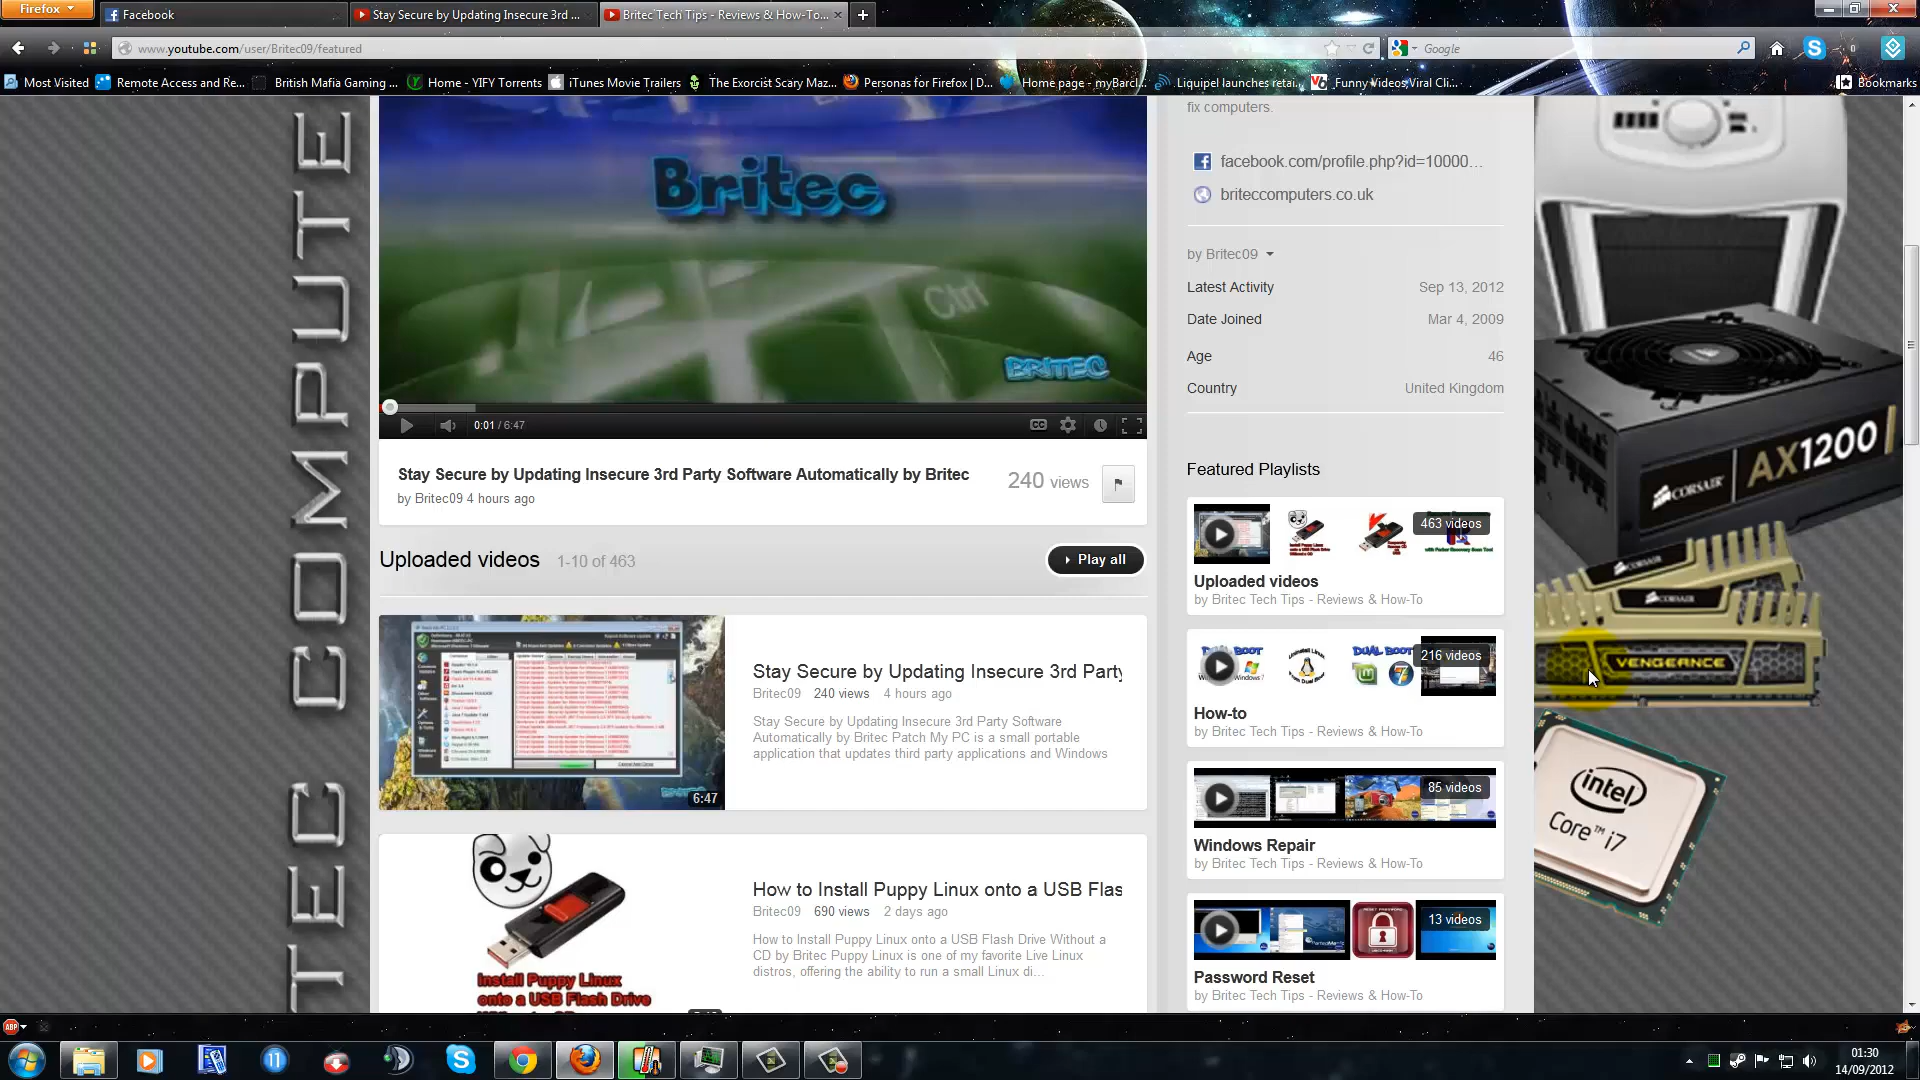 Firefox
Facebook
Stay Secure by Updating Insecure 3rd ...
Britec Tech Tips - Reviews & How-To...
www.youtube.com/user/Britec09/featured
Google
Most Visited
Remote Access and Re...
British Mafia Gaming ...
Home - YIFY Torrents
iTunes Movie Trailers
The Exorcist Scary Maz...
Personas for Firefox | D...
Home page - myBarcl...
Liquipel launches retai...
Funny Videos,Viral Cli...
Bookmarks
TEC COMPUTE
Britec
Ctrl
BRITEC
0:01 / 6:47
CC
Stay Secure by Updating Insecure 3rd Party Software Automatically by Britec
by Britec09 4 hours ago
240 views
Uploaded videos 1-10 of 463
Play all
6:47
Stay Secure by Updating Insecure 3rd Party
Britec09 240 views 4 hours ago
Stay Secure by Updating Insecure 3rd Party Software
Automatically by Britec Patch My PC is a small portable
application that updates third party applications and Windows
Install Puppy Linux
onto a USB Flash Drive
How to Install Puppy Linux onto a USB Flas
Britec09 690 views 2 days ago
How to Install Puppy Linux onto a USB Flash Drive Without a
CD by Britec Puppy Linux is one of my favorite Live Linux
distros, offering the ability to run a small Linux di...
fix computers.
facebook.com/profile.php?id=10000...
briteccomputers.co.uk
by Britec09
Latest Activity Sep 13, 2012
Date Joined Mar 4, 2009
Age 46
Country United Kingdom
Featured Playlists
463 videos
Uploaded videos
by Britec Tech Tips - Reviews & How-To
DUAL BOOT
216 videos
How-to
by Britec Tech Tips - Reviews & How-To
85 videos
Windows Repair
by Britec Tech Tips - Reviews & How-To
13 videos
Password Reset
by Britec Tech Tips - Reviews & How-To
CORSAIR AX1200
CORSAIR
CORSAIR
VENGEANCE
intel
Core™ i7
ABP
11
01:30
14/09/2012